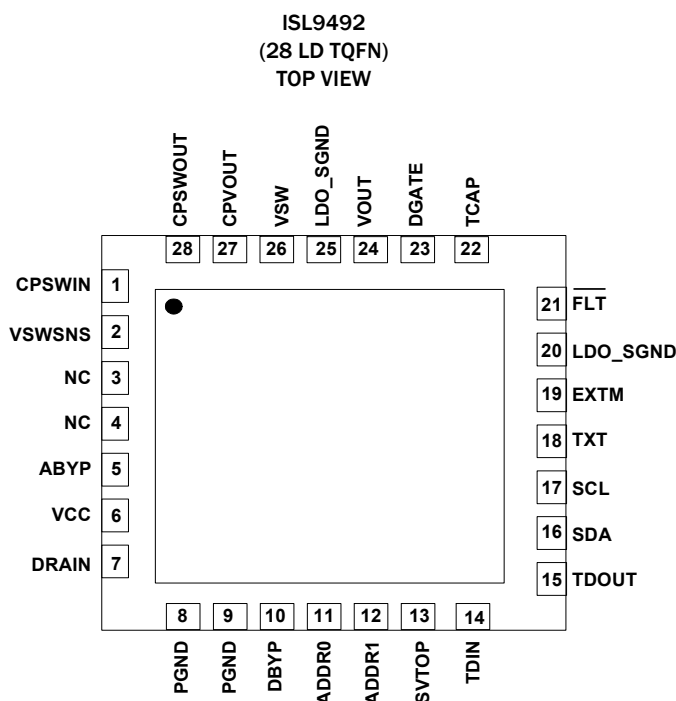 ISL9492
(28 LD TQFN)
TOP VIEW
CPSWOUT
CPVOUT
VSW
LDO_SGND
VOUT
DGATE
TCAP
28 27 26 25 24 23 22
CPSWIN 1
VSWSNS 2
NC 3
NC 4
ABYP 5
VCC 6
DRAIN 7
21 FLT
20 LDO_SGND
19 EXTM
18 TXT
17 SCL
16 SDA
15 TDOUT
8 9 10 11 12 13 14
PGND
PGND
DBYP
ADDR0
ADDR1
SVTOP
TDIN